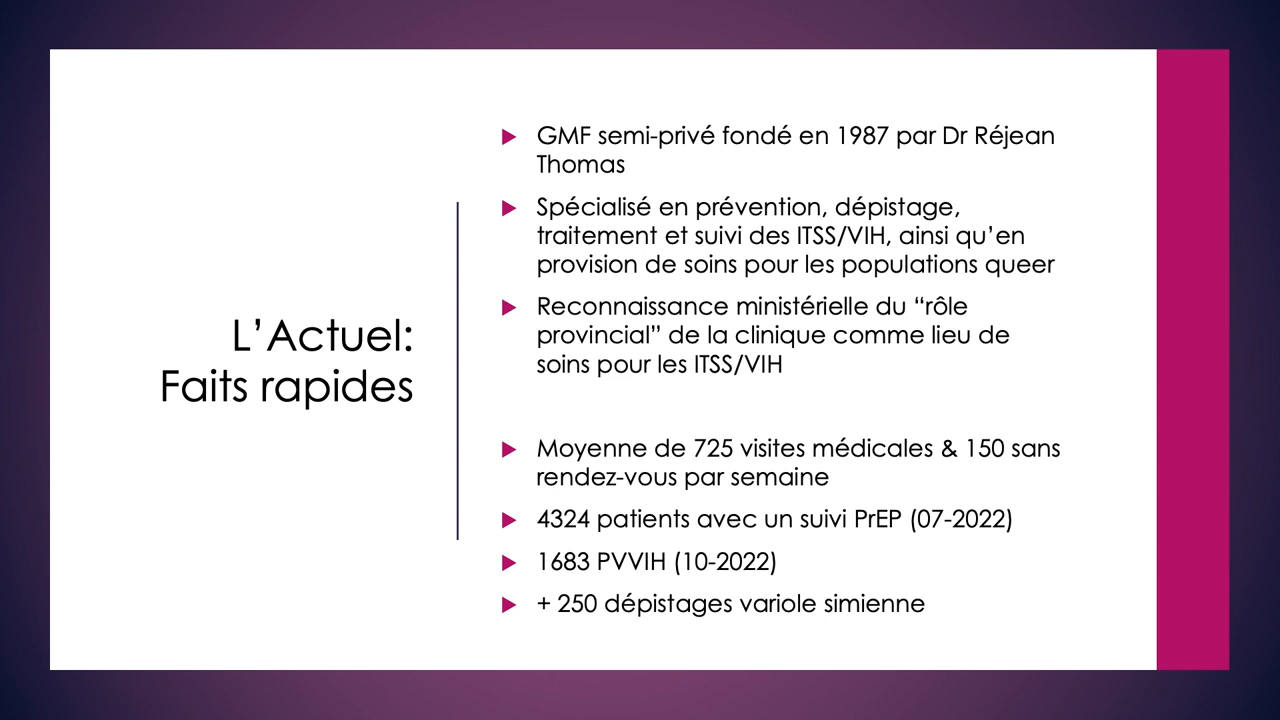 L’Actuel:
Faits rapides
GMF semi-privé fondé en 1987 par Dr Réjean
Thomas
Spécialisé en prévention, dépistage,
traitement et suivi des ITSS/VIH, ainsi qu’en
provision de soins pour les populations queer
Reconnaissance ministérielle du “rôle
provincial” de la clinique comme lieu de
soins pour les ITSS/VIH
Moyenne de 725 visites médicales & 150 sans
rendez-vous par semaine
4324 patients avec un suivi PrEP (07-2022)
1683 PVVIH (10-2022)
+ 250 dépistages variole simienne